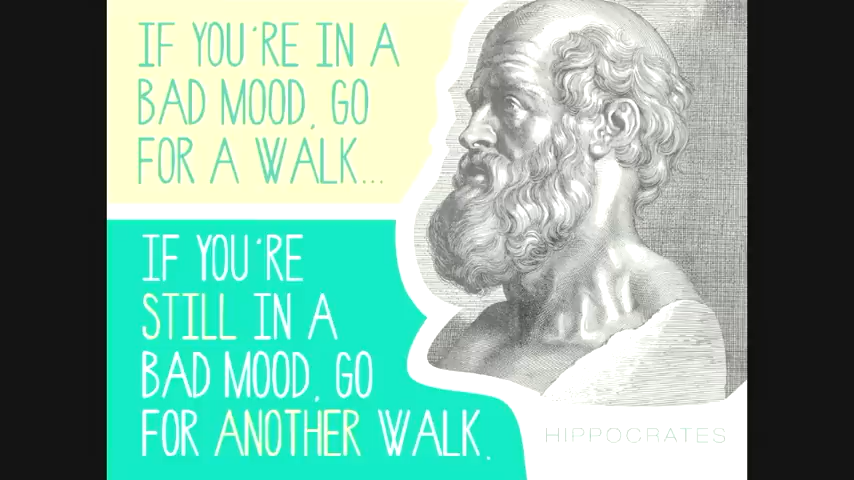 IF YOU'RE IN A
BAD MOOD, GO
FOR A WALK...
IF YOU'RE
STILL IN A
BAD MOOD, GO
FOR ANOTHER WALK.
HIPPOCRATES